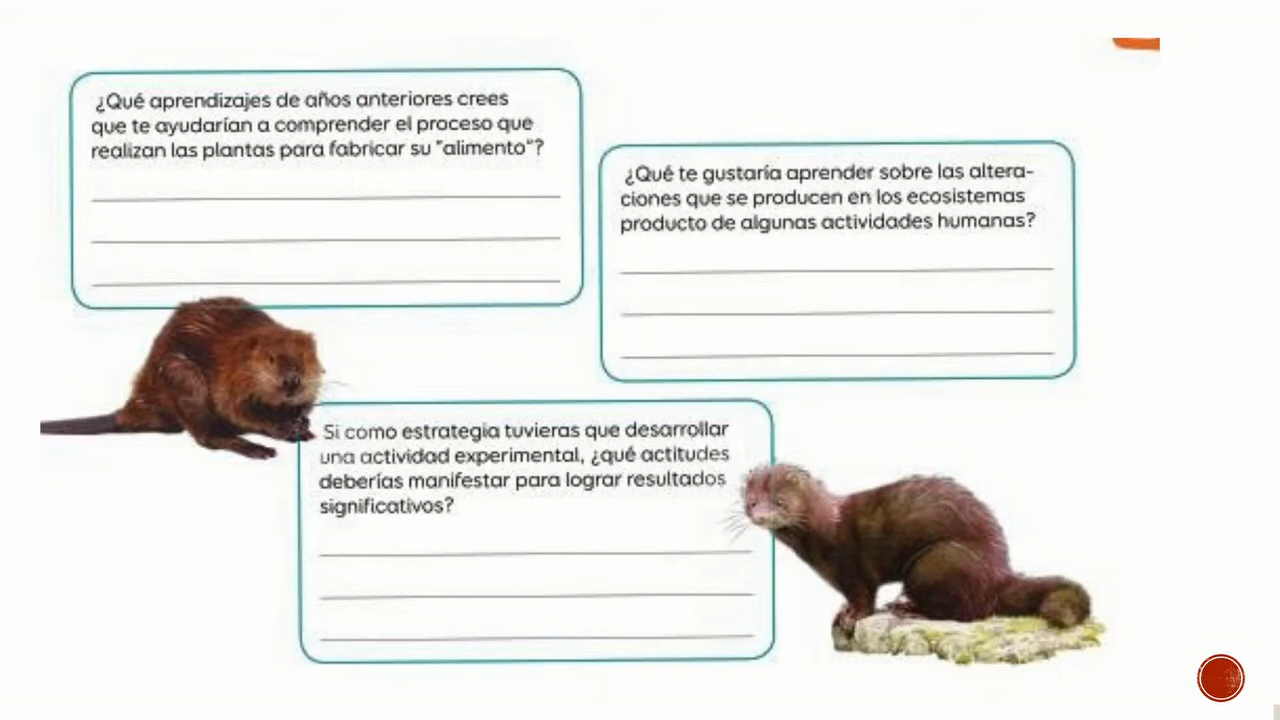 ¿Qué aprendizajes de años anteriores crees
que te ayudarían a comprender el proceso que
realizan las plantas para fabricar su "alimento"?
¿Qué te gustaría aprender sobre las altera-
ciones que se producen en los ecosistemas
producto de algunas actividades humanas?
Si como estrategia tuvieras que desarrollar
una actividad experimental, ¿qué actitudes
deberías manifestar para lograr resultados
significativos?